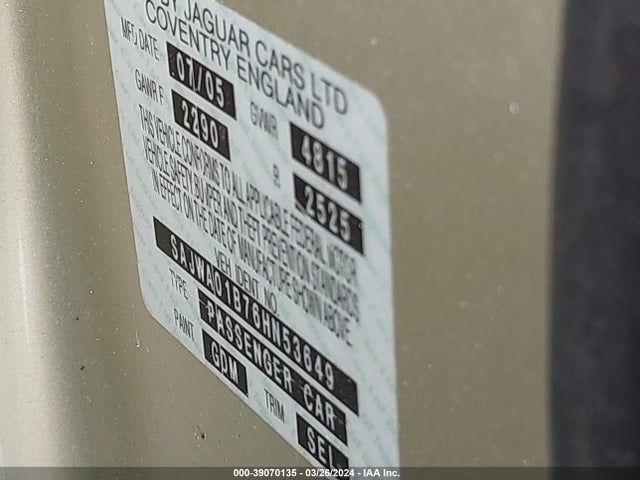 BY JAGUAR CARS LTD
COVENTRY ENGLAND
MFG DATE: 07/05 GVWR 4815
GAWR F 2290 R 2525
THIS VEHICLE CONFORMS TO ALL APPLICABLE FEDERAL MOTOR
VEHICLE SAFETY BUMPER AND THEFT PREVENTION STANDARDS
IN EFFECT ON THE DATE OF MANUFACTURE SHOWN ABOVE.
VEH. IDENT. NO.
SAJWA01B76HN53649
TYPE PASSENGER CAR
PAINT GDM TRIM SEL
000-39070135 - 03/26/2024 - IAA Inc.